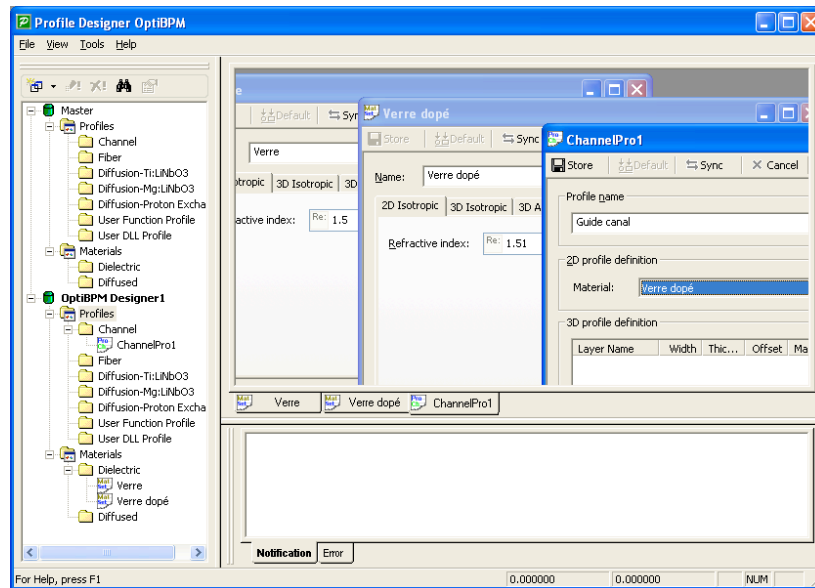 Profile Designer OptiBPM
File View Tools Help
Master
Profiles
Channel
Fiber
Diffusion-Ti:LiNbO3
Diffusion-Mg:LiNbO3
Diffusion-Proton Excha
User Function Profile
User DLL Profile
Materials
Dielectric
Diffused
OptiBPM Designer1
Profiles
Channel
ChannelPro1
Fiber
Diffusion-Ti:LiNbO3
Diffusion-Mg:LiNbO3
Diffusion-Proton Excha
User Function Profile
User DLL Profile
Materials
Dielectric
Verre
Verre dopé
Diffused
e
Default Syn
Verre
otropic 3D Isotropic 3D
active index: Re: 1.5
Verre dopé
Store Default Sync
Name: Verre dopé
2D Isotropic 3D Isotropic 3D A
Refractive index: Re: 1.51
ChannelPro1
Store Default Sync Cancel
Profile name
Guide canal
2D profile definition
Material: Verre dopé
3D profile definition
Layer Name Width Thic... Offset Ma
Verre Verre dopé ChannelPro1
Notification Error
For Help, press F1 0.000000 0.000000 NUM